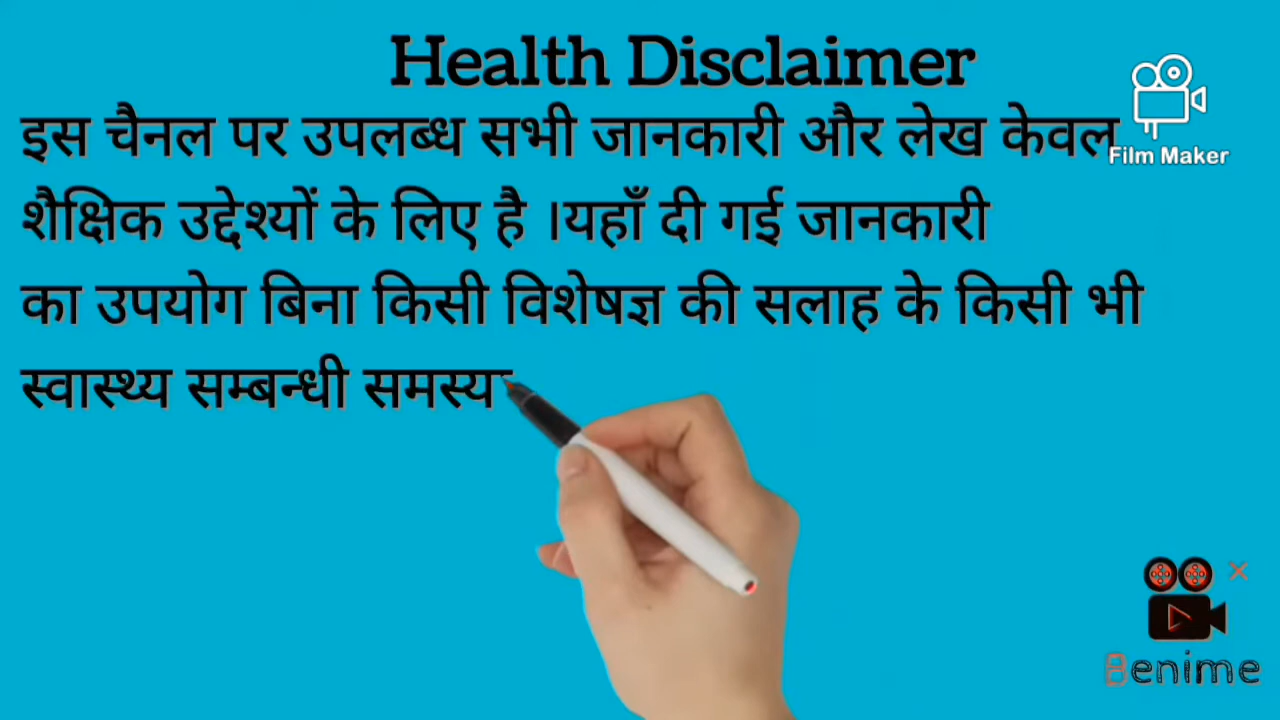 Health Disclaimer
इस चैनल पर उपलब्ध सभी जानकारी और लेख केवल
Film Maker
शैक्षिक उद्देश्यों के लिए है ।यहाँ दी गई जानकारी
का उपयोग बिना किसी विशेषज्ञ की सलाह के किसी भी
स्वास्थ्य सम्बन्धी समस्या
Benime